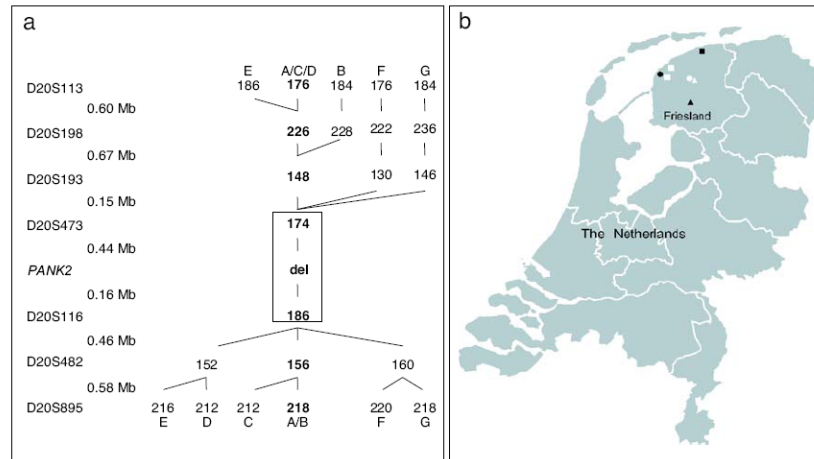 a
E A/C/D B F G
D20S113 186 176 184 176 184
0.60 Mb
D20S198 226 228 222 236
0.67 Mb
D20S193 148 130 146
0.15 Mb
D20S473 174
0.44 Mb
PANK2 del
0.16 Mb
D20S116 186
0.46 Mb
D20S482 152 156 160
0.58 Mb
D20S895 216 212 212 218 220 218
E D C A/B F G
b
Friesland
The Netherlands